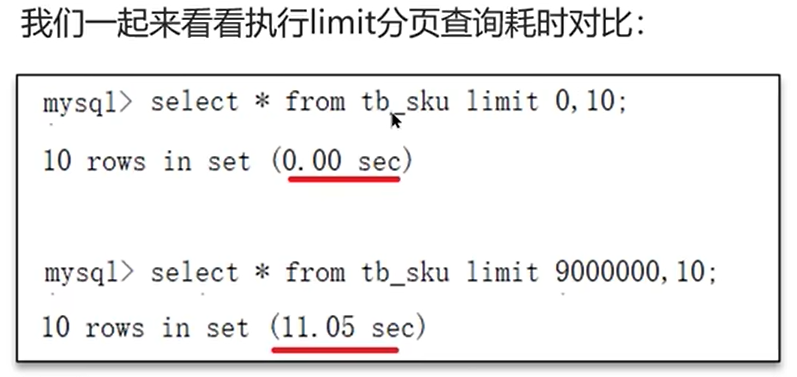 我们一起来看看执行limit分页查询耗时对比：
mysql> select * from tb_sku limit 0,10;
10 rows in set (0.00 sec)
mysql> select * from tb_sku limit 9000000,10;
10 rows in set (11.05 sec)